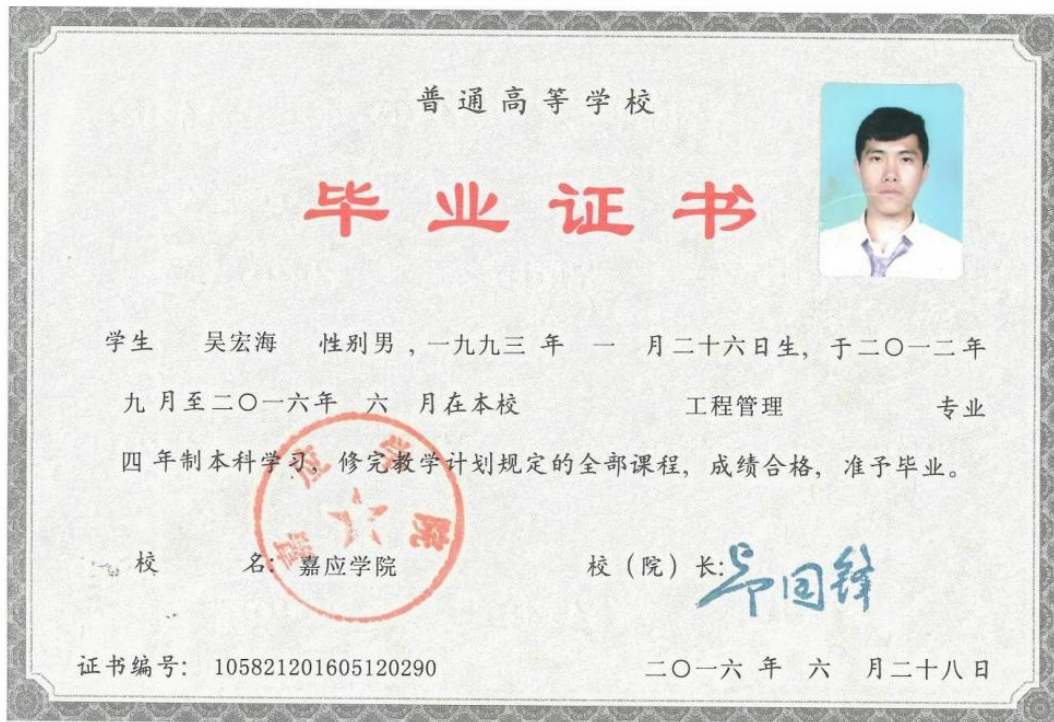 普通高等学校
毕业证书
学生 吴宏海 性别男,一九九三 年 一 月二十六日生, 于二〇一二年
九 月至二〇一六年 六 月在本校 工程管理 专业
四 年制本科学习, 修完教学计划规定的全部课程, 成绩合格, 准予毕业。
嘉应学院
校 名: 嘉应学院 校 (院) 长:
证书编号: 105821201605120290 二〇一六 年 六 月二十八日